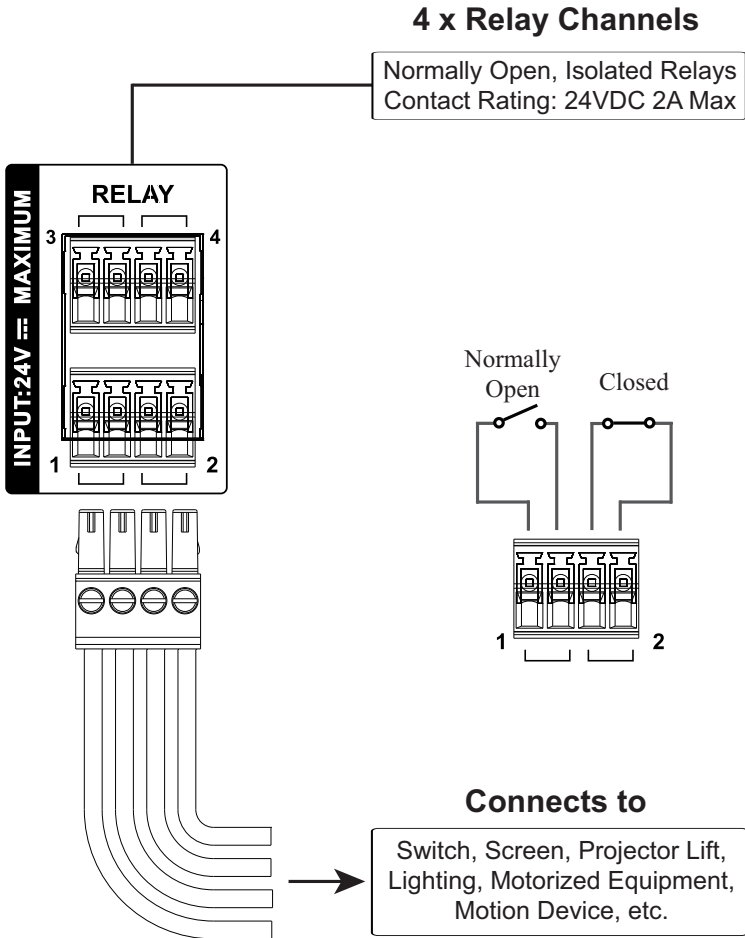 4 x Relay Channels
Normally Open, Isolated Relays
Contact Rating: 24VDC 2A Max
INPUT:24V ⎓ MAXIMUM
RELAY
3 4
1 2
Normally
Open
Closed
1 2
Connects to
Switch, Screen, Projector Lift,
Lighting, Motorized Equipment,
Motion Device, etc.